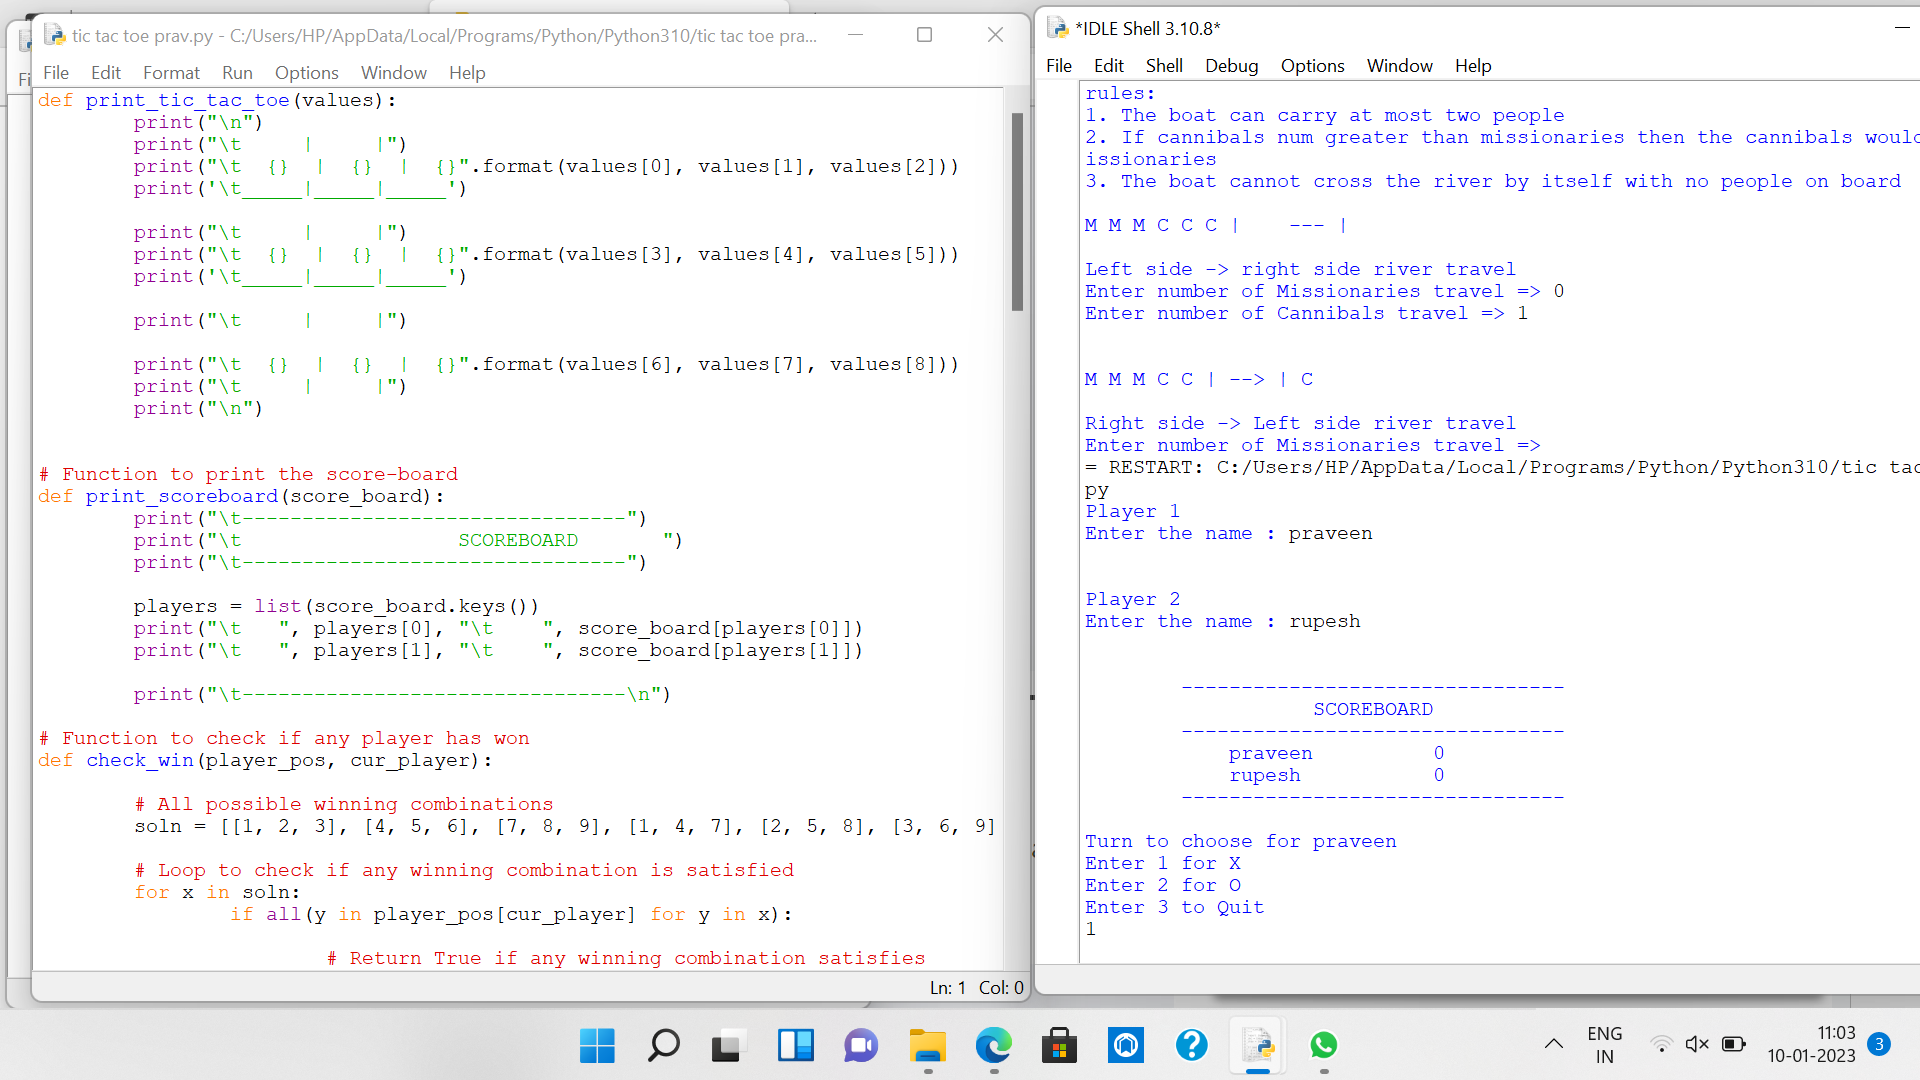 tic tac toe prav.py - C:/Users/HP/AppData/Local/Programs/Python/Python310/tic tac toe pra...
File Edit Format Run Options Window Help
def print_tic_tac_toe(values):
        print("\n")
        print("\t     |     |")
        print("\t  {}  |  {}  |  {}".format(values[0], values[1], values[2]))
        print('\t_____|_____|_____')

        print("\t     |     |")
        print("\t  {}  |  {}  |  {}".format(values[3], values[4], values[5]))
        print('\t_____|_____|_____')

        print("\t     |     |")

        print("\t  {}  |  {}  |  {}".format(values[6], values[7], values[8]))
        print("\t     |     |")
        print("\n")

# Function to print the score-board
def print_scoreboard(score_board):
        print("\t--------------------------------")
        print("\t                  SCOREBOARD       ")
        print("\t--------------------------------")

        players = list(score_board.keys())
        print("\t   ", players[0], "\t    ", score_board[players[0]])
        print("\t   ", players[1], "\t    ", score_board[players[1]])

        print("\t--------------------------------\n")

# Function to check if any player has won
def check_win(player_pos, cur_player):

        # All possible winning combinations
        soln = [[1, 2, 3], [4, 5, 6], [7, 8, 9], [1, 4, 7], [2, 5, 8], [3, 6, 9]

        # Loop to check if any winning combination is satisfied
        for x in soln:
                if all(y in player_pos[cur_player] for y in x):

                        # Return True if any winning combination satisfies
Ln: 1 Col: 0
*IDLE Shell 3.10.8*
File Edit Shell Debug Options Window Help
rules:
1. The boat can carry at most two people
2. If cannibals num greater than missionaries then the cannibals would
issionaries
3. The boat cannot cross the river by itself with no people on board

M M M C C C |    --- |

Left side -> right side river travel
Enter number of Missionaries travel => 0
Enter number of Cannibals travel => 1

M M M C C | --> | C

Right side -> Left side river travel
Enter number of Missionaries travel =>
= RESTART: C:/Users/HP/AppData/Local/Programs/Python/Python310/tic tac
py
Player 1
Enter the name : praveen

Player 2
Enter the name : rupesh

        --------------------------------
                   SCOREBOARD
        --------------------------------
            praveen          0
            rupesh           0
        --------------------------------

Turn to choose for praveen
Enter 1 for X
Enter 2 for O
Enter 3 to Quit
1
ENG
IN
11:03
10-01-2023
3